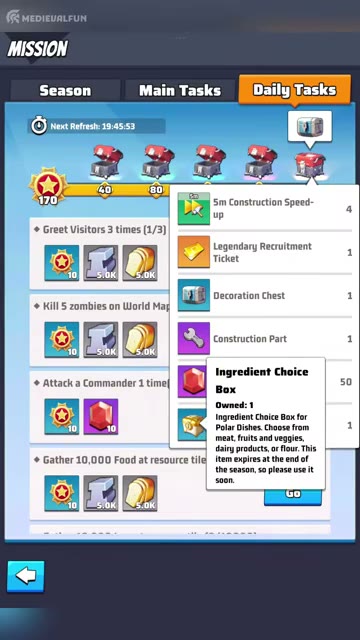 MEDIEVALFUN
MISSION
Season
Main Tasks
Daily Tasks
Next Refresh: 19:45:53
170
40
80
5m Construction Speed-
up
4
Legendary Recruitment
Ticket
1
Decoration Chest
1
Construction Part
1
50
1
Ingredient Choice
Box
Owned: 1
Ingredient Choice Box for
Polar Dishes. Choose from
meat, fruits and veggies,
dairy products, or flour. This
item expires at the end of
the season, so please use it
soon.
Greet Visitors 3 times (1/3)
10
5.0K
5.0K
Kill 5 zombies on World Map
10
5.0K
5.0K
Attack a Commander 1 time(
10
10
Gather 10,000 Food at resource tile
10
5.0K
5.0K
Go